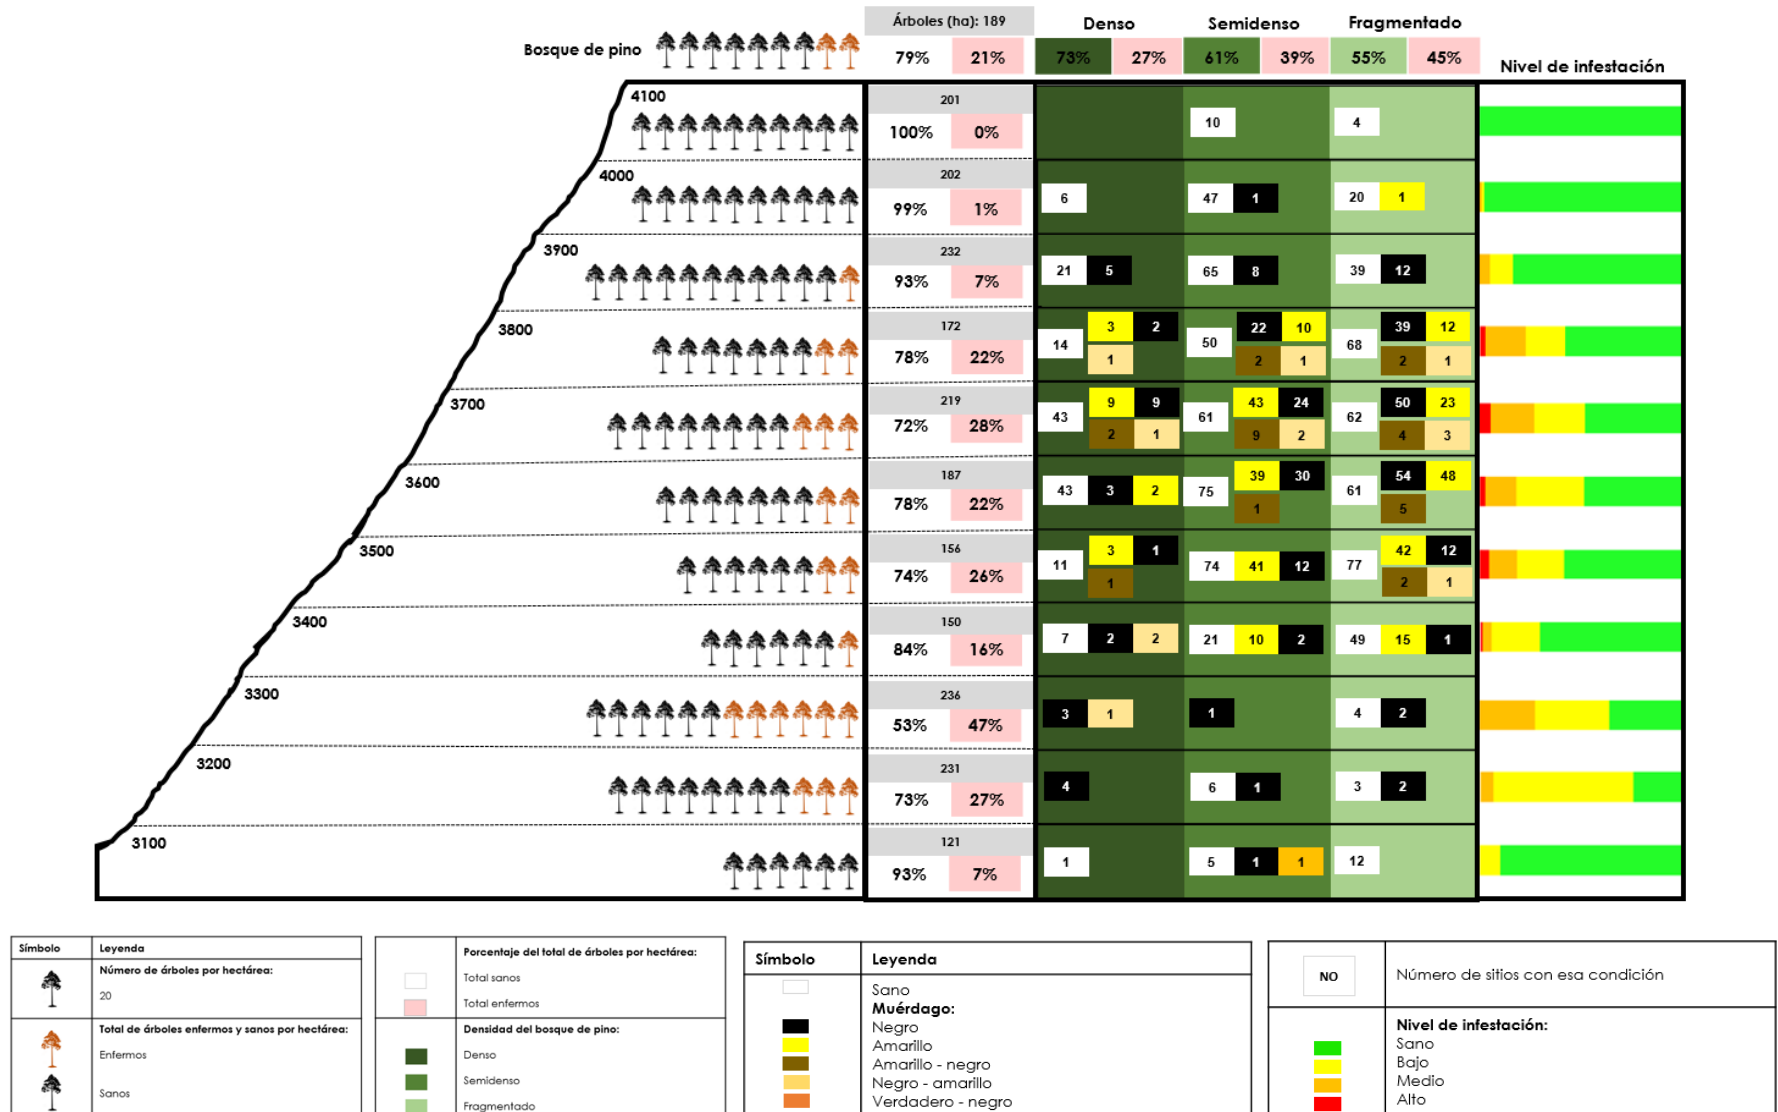 Árboles (ha): 189 Denso Semidenso Fragmentado
Bosque de pino 79% 21% 73% 27% 61% 39% 55% 45% Nivel de infestación
4100 201
100% 0% 10 4
4000 202
99% 1% 6 47 1 20 1
3900 232
93% 7% 21 5 65 8 39 12
3800 172 3 2 22 10 39 12
78% 22% 14 1 50 2 1 68 2 1
3700 219 9 9 43 24 50 23
72% 28% 43 2 1 61 9 2 62 4 3
3600 187 39 30 54 48
78% 22% 43 3 2 75 1 61 5
3500 156 3 1 42 12
74% 26% 11 1 74 41 12 77 2 1
3400 150
84% 16% 7 2 2 21 10 2 49 15 1
3300 236
53% 47% 3 1 1 4 2
3200 231
73% 27% 4 6 1 3 2
3100 121
93% 7% 1 5 1 1 12
Símbolo Leyenda
Número de árboles por hectárea:
20
Total de árboles enfermos y sanos por hectárea:
Enfermos
Sanos
Porcentaje del total de árboles por hectárea:
Total sanos
Total enfermos
Densidad del bosque de pino:
Denso
Semidenso
Fragmentado
Símbolo Leyenda
Sano
Muérdago:
Negro
Amarillo
Amarillo - negro
Negro - amarillo
Verdadero - negro
NO Número de sitios con esa condición
Nivel de infestación:
Sano
Bajo
Medio
Alto